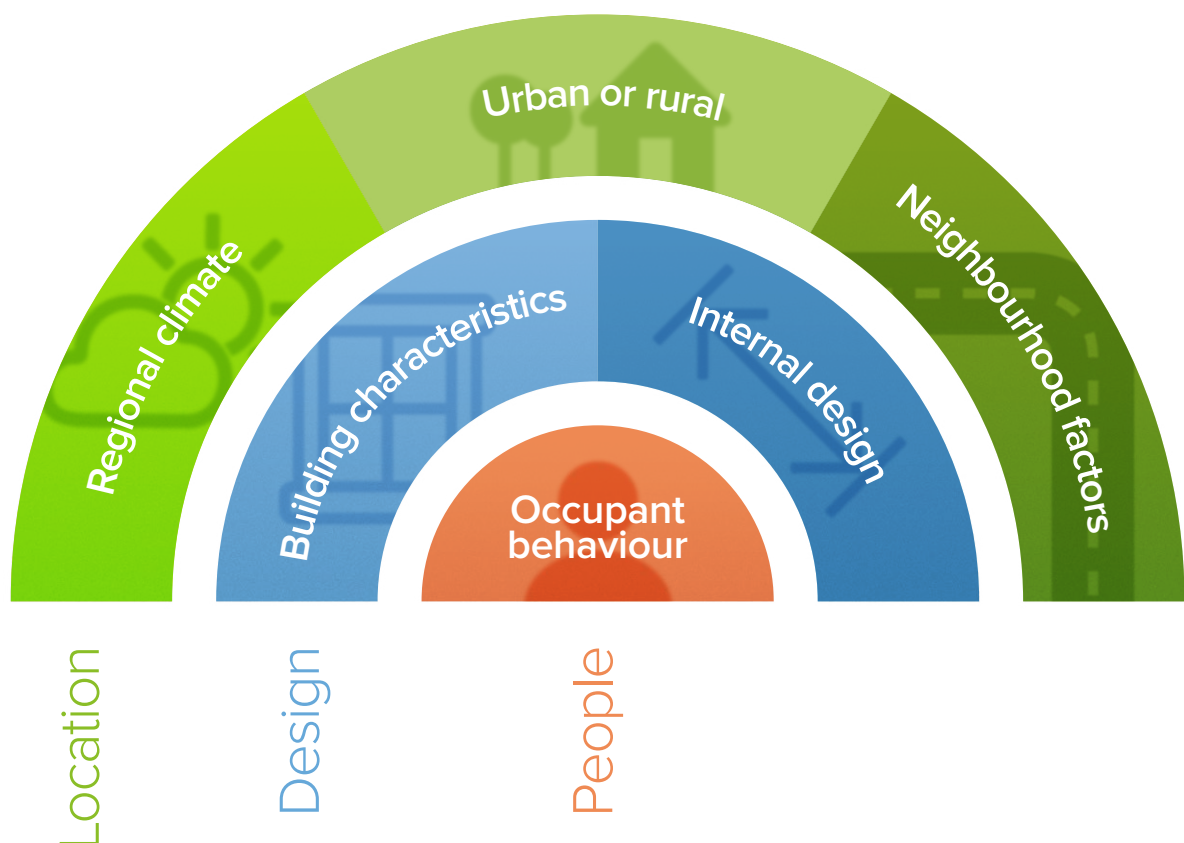 Urban or rural
Regional climate
Neighbourhood factors
Building characteristics
Internal design
Occupant
behaviour
Location
Design
People